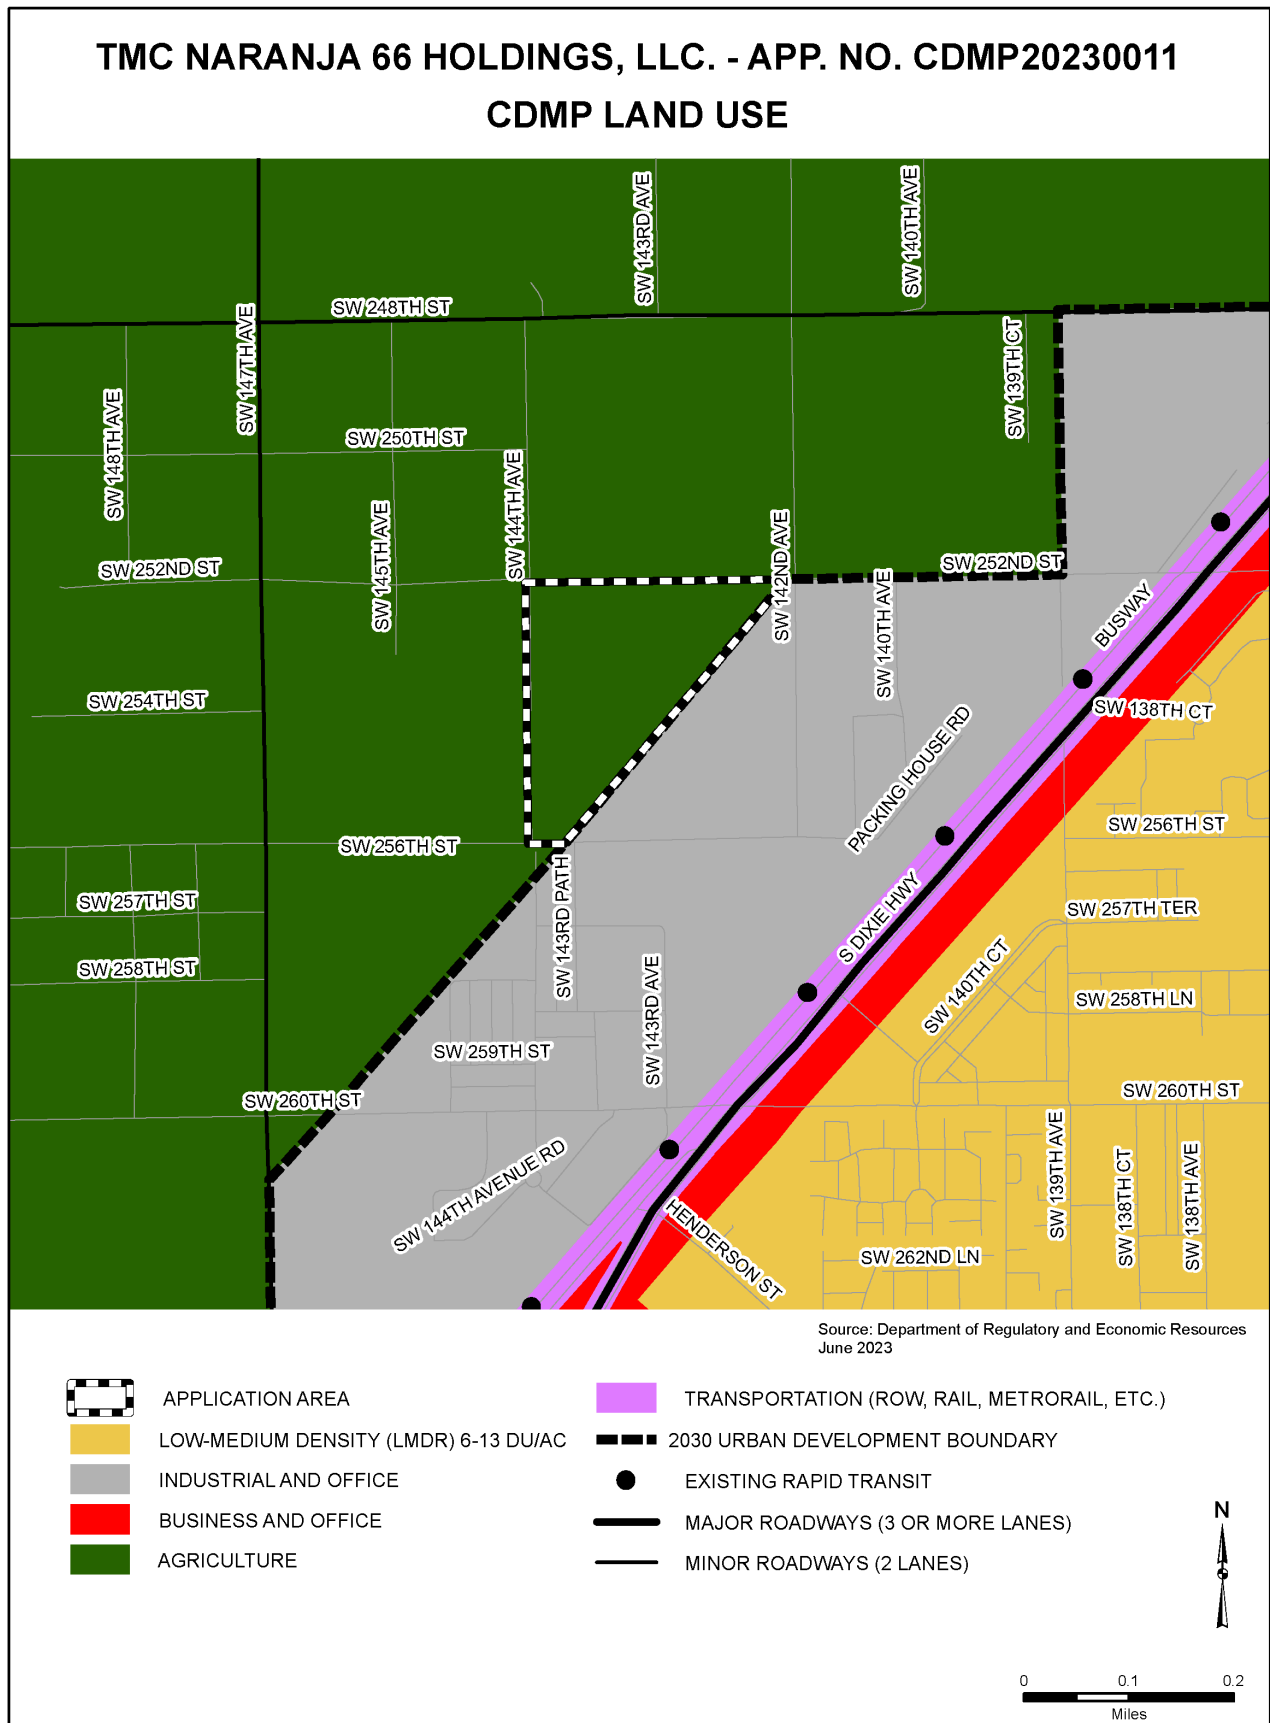 TMC NARANJA 66 HOLDINGS, LLC. - APP. NO. CDMP20230011
CDMP LAND USE
SW 143RD AVE
SW 140TH AVE
SW 248TH ST
SW 147TH AVE
SW 139TH CT
SW 148TH AVE
SW 250TH ST
SW 144TH AVE
SW 145TH AVE
SW 142ND AVE
SW 252ND ST
SW 252ND ST
SW 140TH AVE
BUSWAY
SW 254TH ST
SW 138TH CT
PACKING HOUSE RD
SW 256TH ST
SW 256TH ST
SW 143RD PATH
S DIXIE HWY
SW 257TH ST
SW 257TH TER
SW 258TH ST
SW 143RD AVE
SW 140TH CT
SW 258TH LN
SW 259TH ST
SW 260TH ST
SW 260TH ST
SW 144TH AVENUE RD
SW 139TH AVE
SW 138TH CT
SW 138TH AVE
HENDERSON ST
SW 262ND LN
Source: Department of Regulatory and Economic Resources
June 2023
APPLICATION AREA
LOW-MEDIUM DENSITY (LMDR) 6-13 DU/AC
INDUSTRIAL AND OFFICE
BUSINESS AND OFFICE
AGRICULTURE
TRANSPORTATION (ROW, RAIL, METRORAIL, ETC.)
2030 URBAN DEVELOPMENT BOUNDARY
EXISTING RAPID TRANSIT
MAJOR ROADWAYS (3 OR MORE LANES)
MINOR ROADWAYS (2 LANES)
N
0 0.1 0.2
Miles